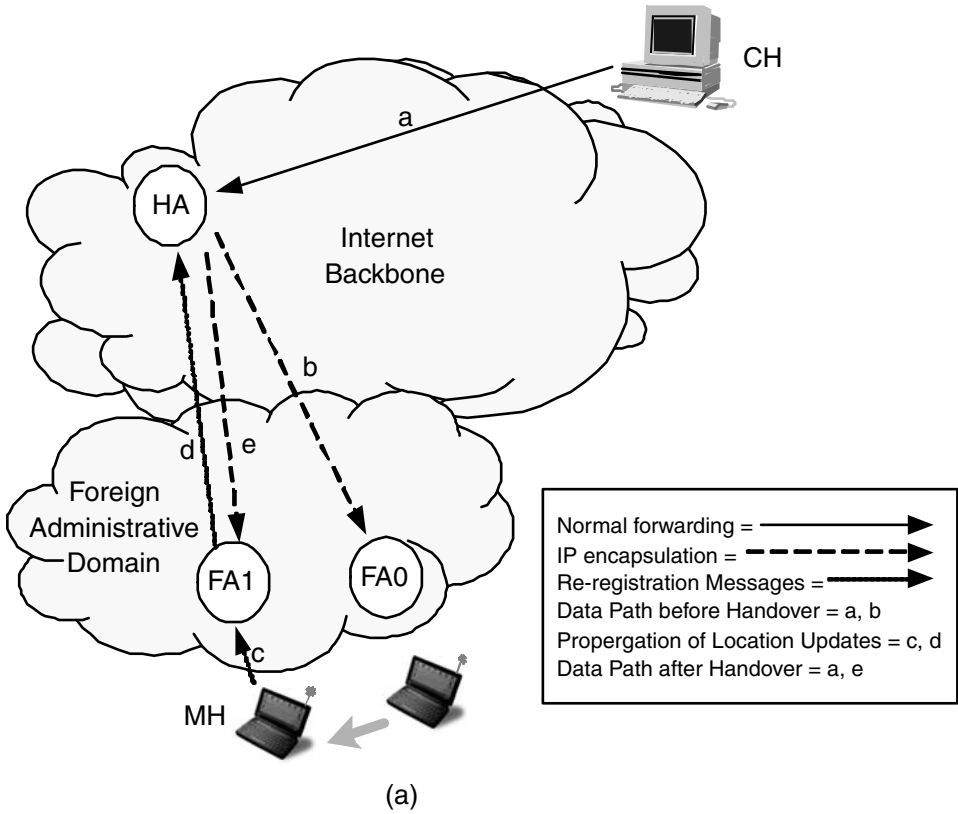 CH
a
HA
Internet
Backbone
b
d
e
Foreign
Administrative
Domain
FA1
FA0
c
MH
Normal forwarding =
IP encapsulation =
Re-registration Messages =
Data Path before Handover = a, b
Propergation of Location Updates = c, d
Data Path after Handover = a, e
(a)